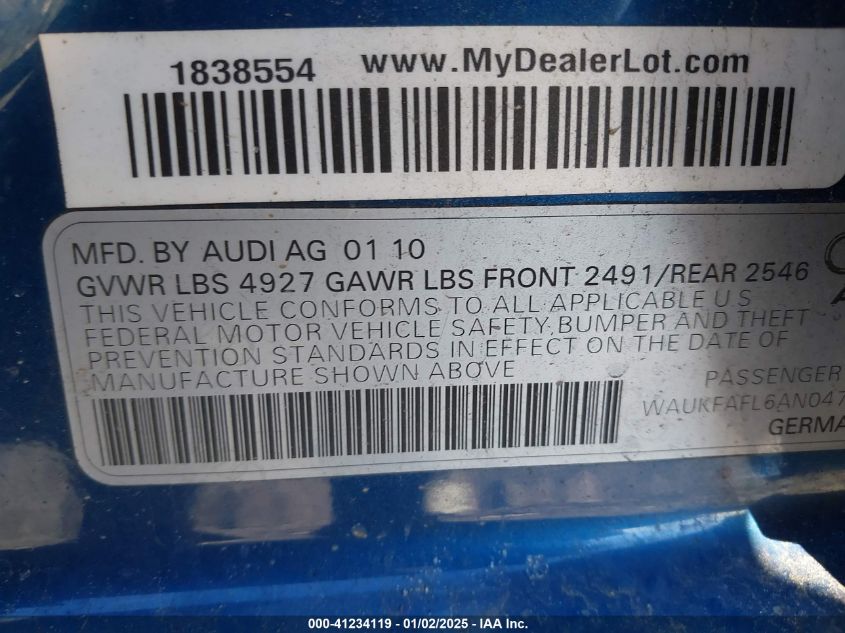 1838554 www.MyDealerLot.com
MFD. BY AUDI AG 01 10
GVWR LBS 4927 GAWR LBS FRONT 2491/REAR 2546
THIS VEHICLE CONFORMS TO ALL APPLICABLE U S
FEDERAL MOTOR VEHICLE SAFETY, BUMPER AND THEFT
PREVENTION STANDARDS IN EFFECT ON THE DATE OF
MANUFACTURE SHOWN ABOVE
PASSENGER
WAUKFAFL6AN047
GERMA
000-41234119 - 01/02/2025 - IAA Inc.